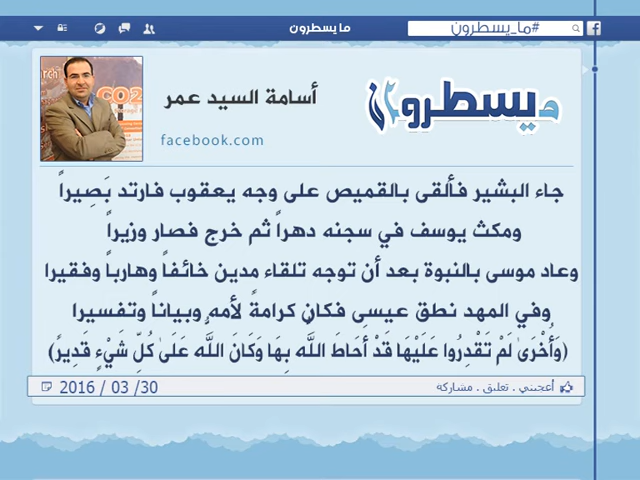 ما يسطرون
#ما_يسطرون
ما يسطرون
أسامة السيد عمر
facebook.com
جاء البشير فألقى بالقميص على وجه يعقوب فارتد بَصِيراً
ومكث يوسف في سجنه دهراً ثم خرج فصار وزيراً
وعاد موسى بالنبوة بعد أن توجه تلقاء مدين خائفاً وهارباً وفقيرا
وفي المهد نطق عيسى فكان كرامةً لأمه وبياناً وتفسيرا
(وَأُخْرَىٰ لَمْ تَقْدِرُوا عَلَيْهَا قَدْ أَحَاطَ اللَّهُ بِهَا وَكَانَ اللَّهُ عَلَىٰ كُلِّ شَيْءٍ قَدِيرً)
أعجبني . تعليق . مشاركه
2016 / 03 /30